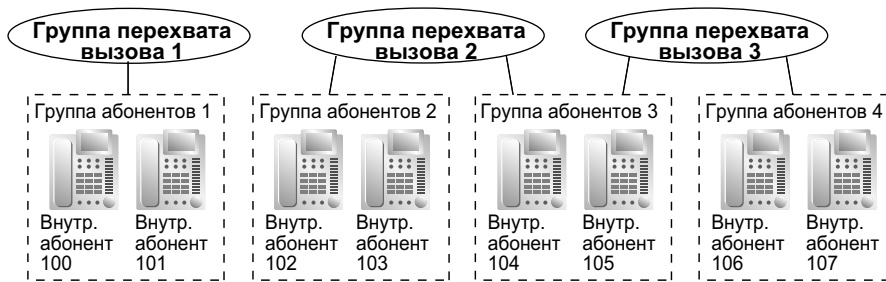 Группа перехвата
вызова 1
Группа перехвата
вызова 2
Группа перехвата
вызова 3
Группа абонентов 1
Группа абонентов 2
Группа абонентов 3
Группа абонентов 4
Внутр.
абонент
100
Внутр.
абонент
101
Внутр.
абонент
102
Внутр.
абонент
103
Внутр.
абонент
104
Внутр.
абонент
105
Внутр.
абонент
106
Внутр.
абонент
107